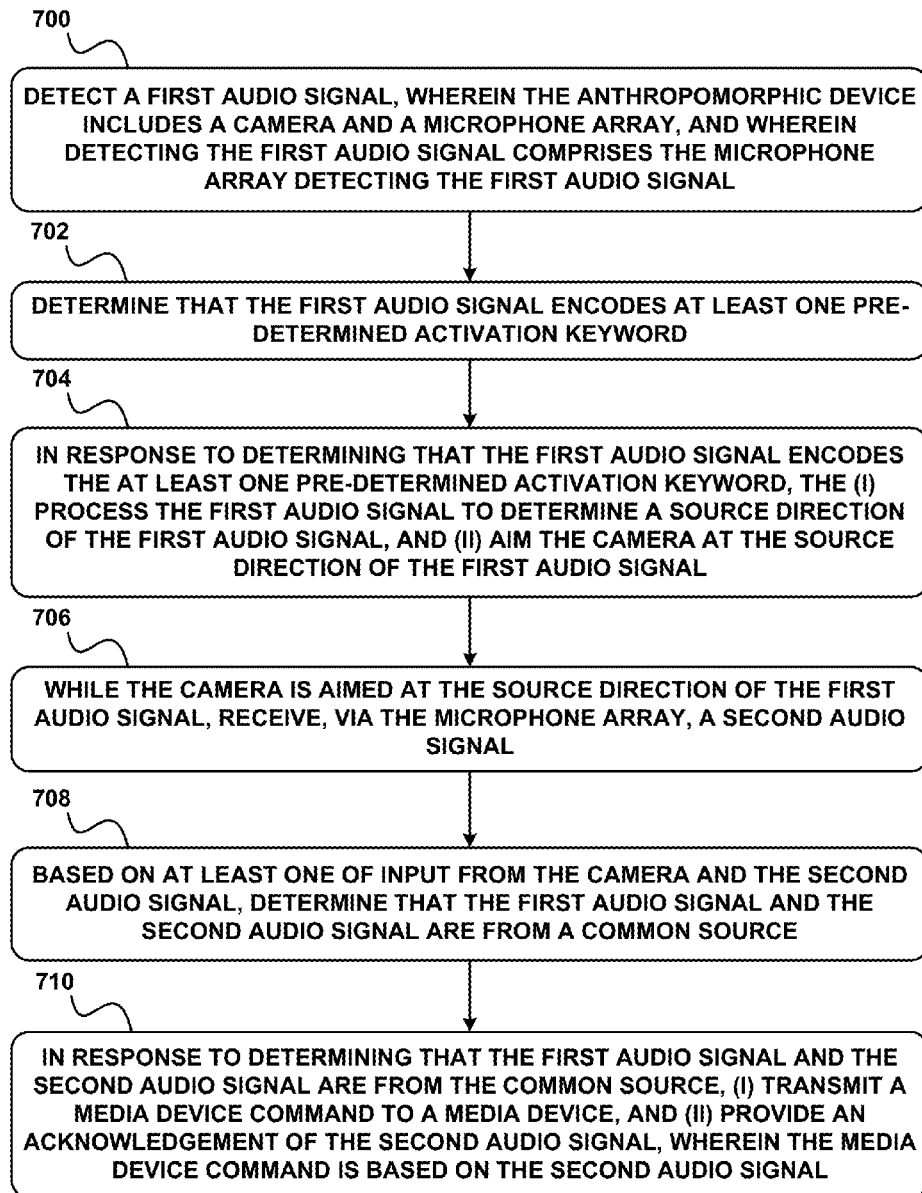 700
DETECT A FIRST AUDIO SIGNAL, WHEREIN THE ANTHROPOMORPHIC DEVICE
INCLUDES A CAMERA AND A MICROPHONE ARRAY, AND WHEREIN
DETECTING THE FIRST AUDIO SIGNAL COMPRISES THE MICROPHONE
ARRAY DETECTING THE FIRST AUDIO SIGNAL
702
DETERMINE THAT THE FIRST AUDIO SIGNAL ENCODES AT LEAST ONE PRE-
DETERMINED ACTIVATION KEYWORD
704
IN RESPONSE TO DETERMINING THAT THE FIRST AUDIO SIGNAL ENCODES
THE AT LEAST ONE PRE-DETERMINED ACTIVATION KEYWORD, THE (I)
PROCESS THE FIRST AUDIO SIGNAL TO DETERMINE A SOURCE DIRECTION
OF THE FIRST AUDIO SIGNAL, AND (II) AIM THE CAMERA AT THE SOURCE
DIRECTION OF THE FIRST AUDIO SIGNAL
706
WHILE THE CAMERA IS AIMED AT THE SOURCE DIRECTION OF THE FIRST
AUDIO SIGNAL, RECEIVE, VIA THE MICROPHONE ARRAY, A SECOND AUDIO
SIGNAL
708
BASED ON AT LEAST ONE OF INPUT FROM THE CAMERA AND THE SECOND
AUDIO SIGNAL, DETERMINE THAT THE FIRST AUDIO SIGNAL AND THE
SECOND AUDIO SIGNAL ARE FROM A COMMON SOURCE
710
IN RESPONSE TO DETERMINING THAT THE FIRST AUDIO SIGNAL AND THE
SECOND AUDIO SIGNAL ARE FROM THE COMMON SOURCE, (I) TRANSMIT A
MEDIA DEVICE COMMAND TO A MEDIA DEVICE, AND (II) PROVIDE AN
ACKNOWLEDGEMENT OF THE SECOND AUDIO SIGNAL, WHEREIN THE MEDIA
DEVICE COMMAND IS BASED ON THE SECOND AUDIO SIGNAL